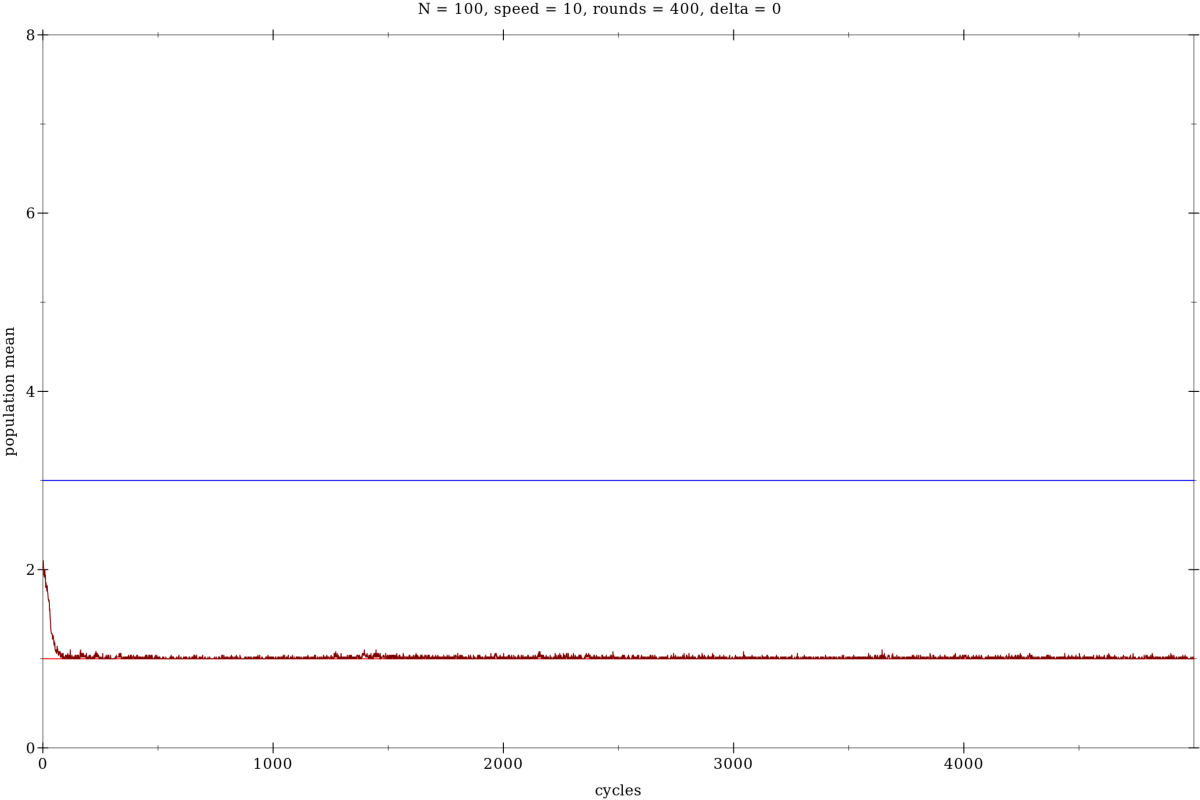 N = 100, speed = 10, rounds = 400, delta = 0
8
6
4
2
0
population mean
0 1000 2000 3000 4000
cycles